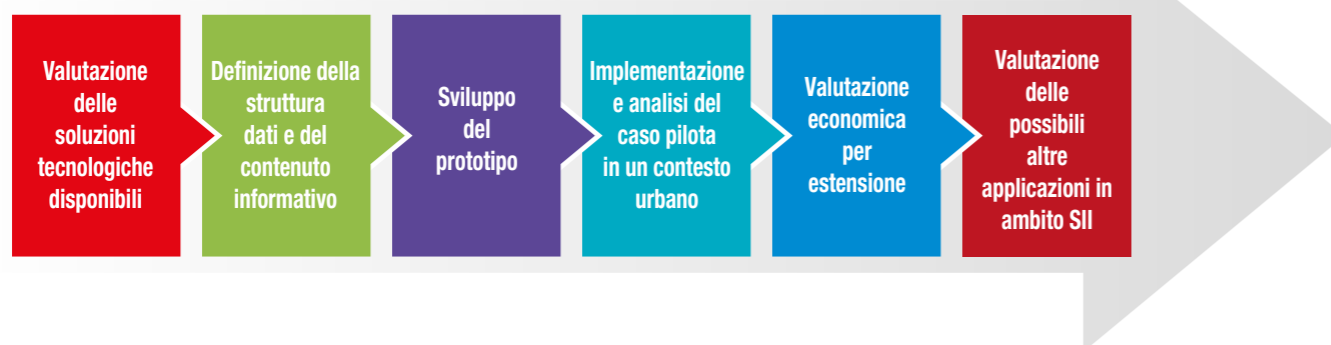 Valutazione
delle
soluzioni
tecnologiche
disponibili
Definizione della
struttura
dati e del
contenuto
informativo
Sviluppo
del
prototipo
Implementazione
e analisi del
caso pilota
in un contesto
urbano
Valutazione
economica
per
estensione
Valutazione
delle
possibili
altre
applicazioni in
ambito SII